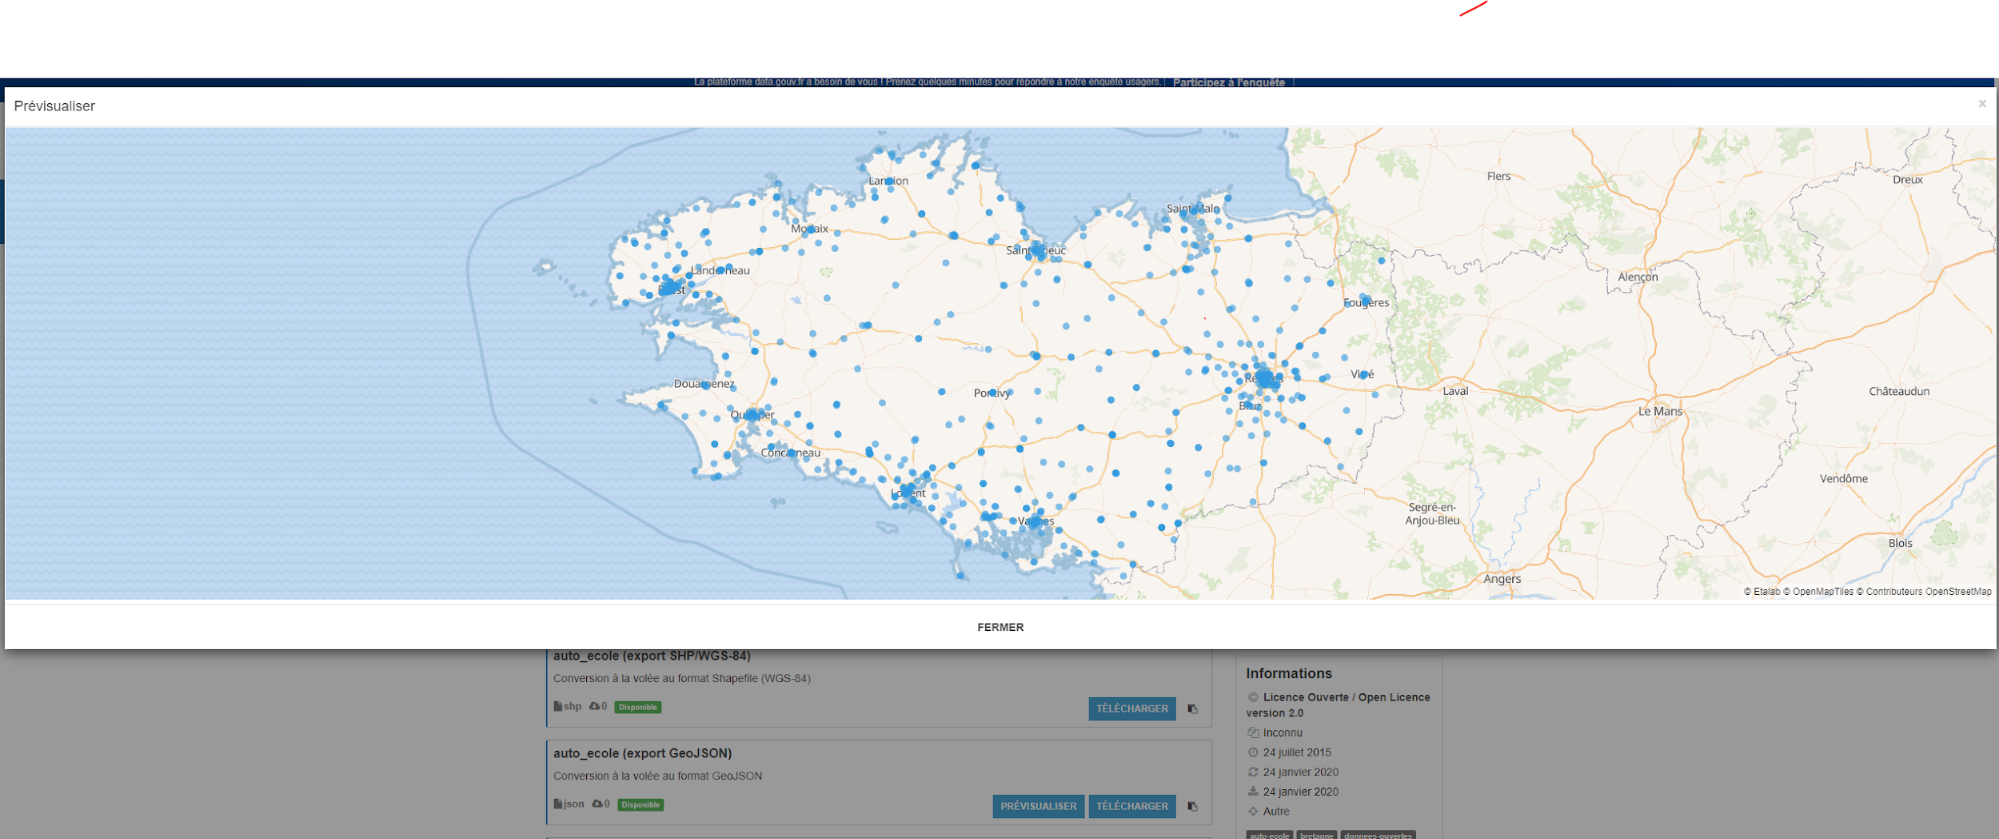 La plateforme data.gouv.fr a besoin de vous ! Prenez quelques minutes pour répondre à notre enquête usagers. Participez à l'enquête
Prévisualiser
×
Flers
Dreux
Lannion
Saint-Malo
Morlaix
Saint-Brieuc
Landerneau
Alençon
Brest
Fougères
Vitré
Douarnenez
Rennes
Pontivy
Laval
Châteaudun
Bruz
Le Mans
Quimper
Concarneau
Vendôme
Lorient
Segré-en-
Anjou-Bleu
Vannes
Blois
Angers
© Etalab © OpenMapTiles © Contributeurs OpenStreetMap
FERMER
auto_ecole (export SHP/WGS-84)
Conversion à la volée au format Shapefile (WGS-84)
shp 0 Disponible
TÉLÉCHARGER
auto_ecole (export GeoJSON)
Conversion à la volée au format GeoJSON
json 0 Disponible
PRÉVISUALISER TÉLÉCHARGER
Informations
Licence Ouverte / Open Licence
version 2.0
Inconnu
24 juillet 2015
24 janvier 2020
24 janvier 2020
Autre
auto-ecole bretagne donnees-ouvertes